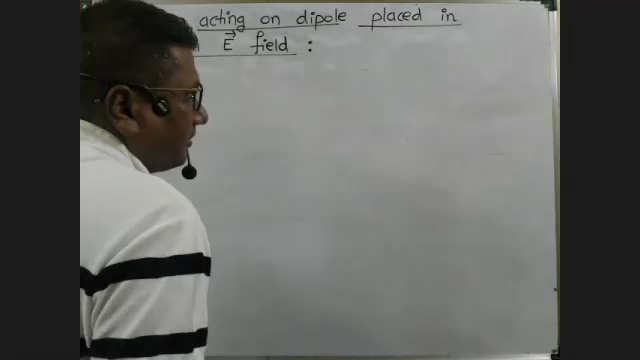 acting on dipole placed in
E⃗ field :